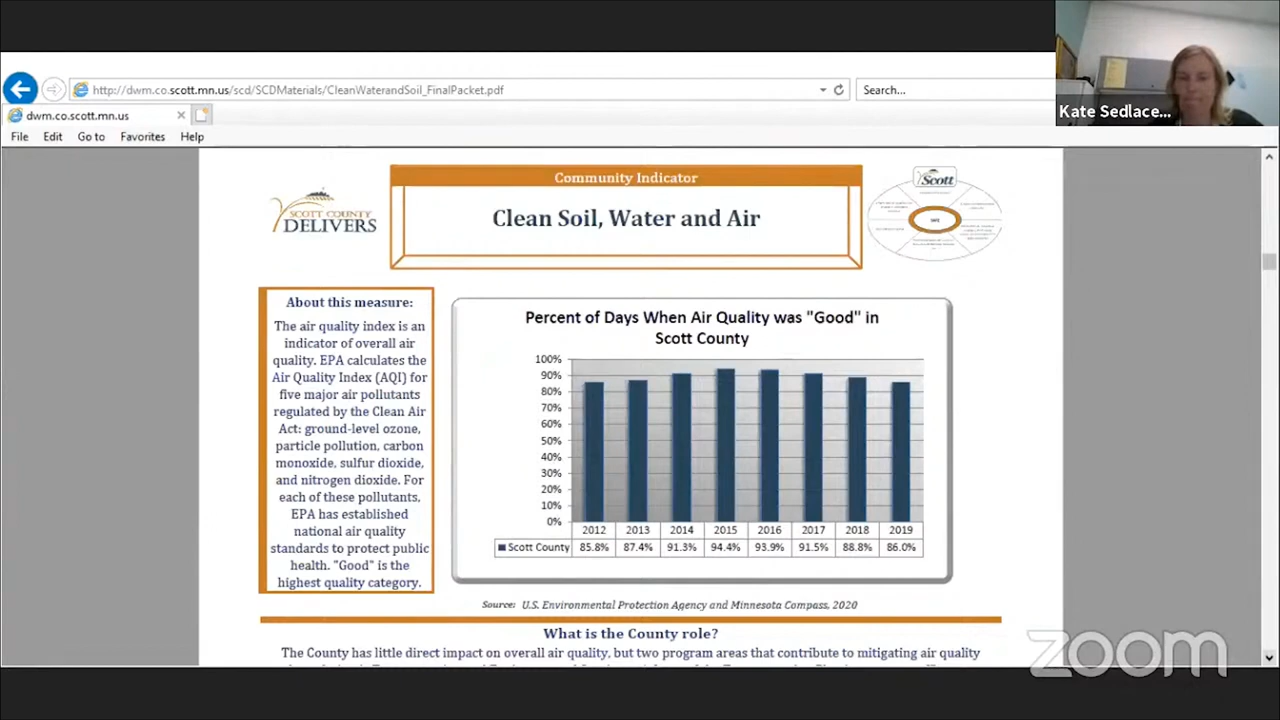 http://dwm.co.scott.mn.us/scd/SCDMaterials/CleanWaterandSoil_FinalPacket.pdf
Search...
dwm.co.scott.mn.us
File Edit Go to Favorites Help
Kate Sedlace...
SCOTT COUNTY
DELIVERS
Community Indicator
Clean Soil, Water and Air
Scott
SAFE
About this measure:
The air quality index is an
indicator of overall air
quality. EPA calculates the
Air Quality Index (AQI) for
five major air pollutants
regulated by the Clean Air
Act: ground-level ozone,
particle pollution, carbon
monoxide, sulfur dioxide,
and nitrogen dioxide. For
each of these pollutants,
EPA has established
national air quality
standards to protect public
health. "Good" is the
highest quality category.
Percent of Days When Air Quality was "Good" in
Scott County
100%
90%
80%
70%
60%
50%
40%
30%
20%
10%
0%
2012 2013 2014 2015 2016 2017 2018 2019
Scott County 85.8% 87.4% 91.3% 94.4% 93.9% 91.5% 88.8% 86.0%
Source: U.S. Environmental Protection Agency and Minnesota Compass, 2020
What is the County role?
The County has little direct impact on overall air quality, but two program areas that contribute to mitigating air quality
zoom